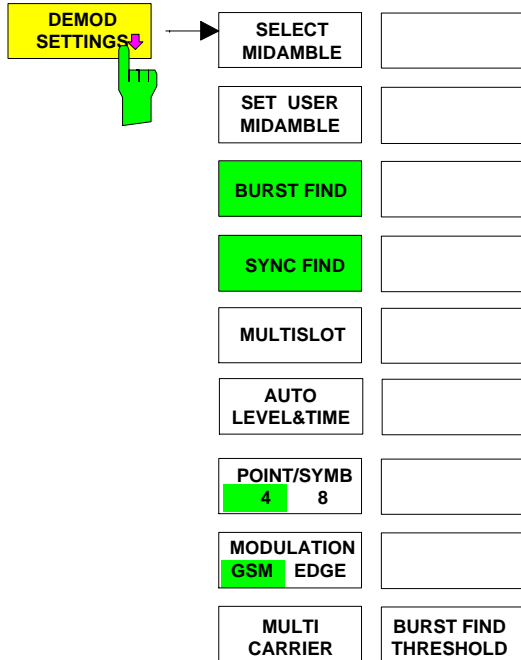 DEMOD
SETTINGS
SELECT
MIDAMBLE
SET USER
MIDAMBLE
BURST FIND
SYNC FIND
MULTISLOT
AUTO
LEVEL&TIME
POINT/SYMB
4 8
MODULATION
GSM EDGE
MULTI
CARRIER
BURST FIND
THRESHOLD